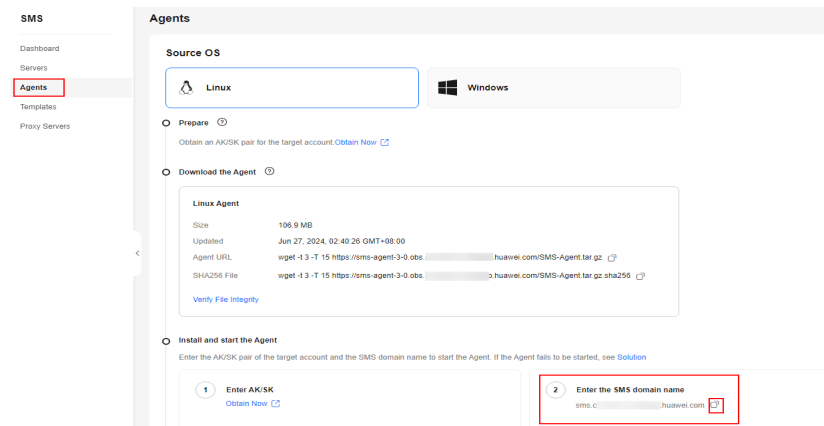 SMS
Agents
Dashboard
Servers
Agents
Templates
Proxy Servers
Source OS
Linux
Windows
Prepare
Obtain an AK/SK pair for the target account.Obtain Now
Download the Agent
Linux Agent
Size 106.9 MB
Updated Jun 27, 2024, 02:40:26 GMT+08:00
Agent URL wget -t 3 -T 15 https://sms-agent-3-0.obs. .huawei.com/SMS-Agent.tar.gz
SHA256 File wget -t 3 -T 15 https://sms-agent-3-0.obs. .huawei.com/SMS-Agent.tar.gz.sha256
Verify File Integrity
Install and start the Agent
Enter the AK/SK pair of the target account and the SMS domain name to start the Agent. If the Agent fails to be started, see Solution
1 Enter AK/SK
Obtain Now
2 Enter the SMS domain name
sms.c .huawei.com